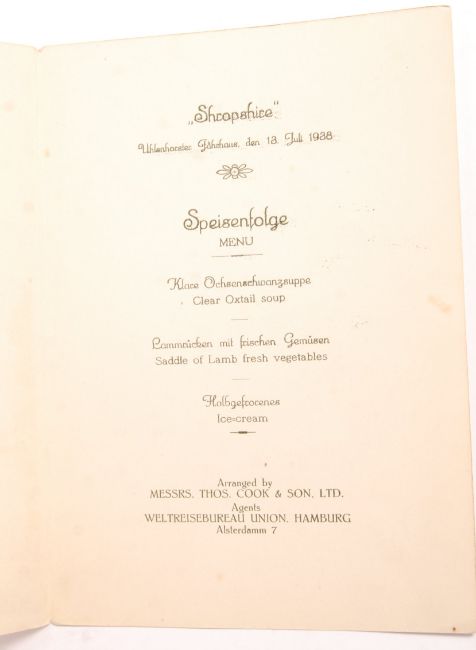 „Shropshire"
Uhlenhorster Fährhaus, den 13. Juli 1938
Speisenfolge
MENU
Klare Ochsenschwanzsuppe
Clear Oxtail soup
Lammrücken mit frischen Gemüsen
Saddle of Lamb fresh vegetables
Halbgefrorenes
Ice=cream
Arranged by
MESSRS. THOS. COOK & SON, LTD.
Agents
WELTREISEBUREAU UNION, HAMBURG
Alsterdamm 7